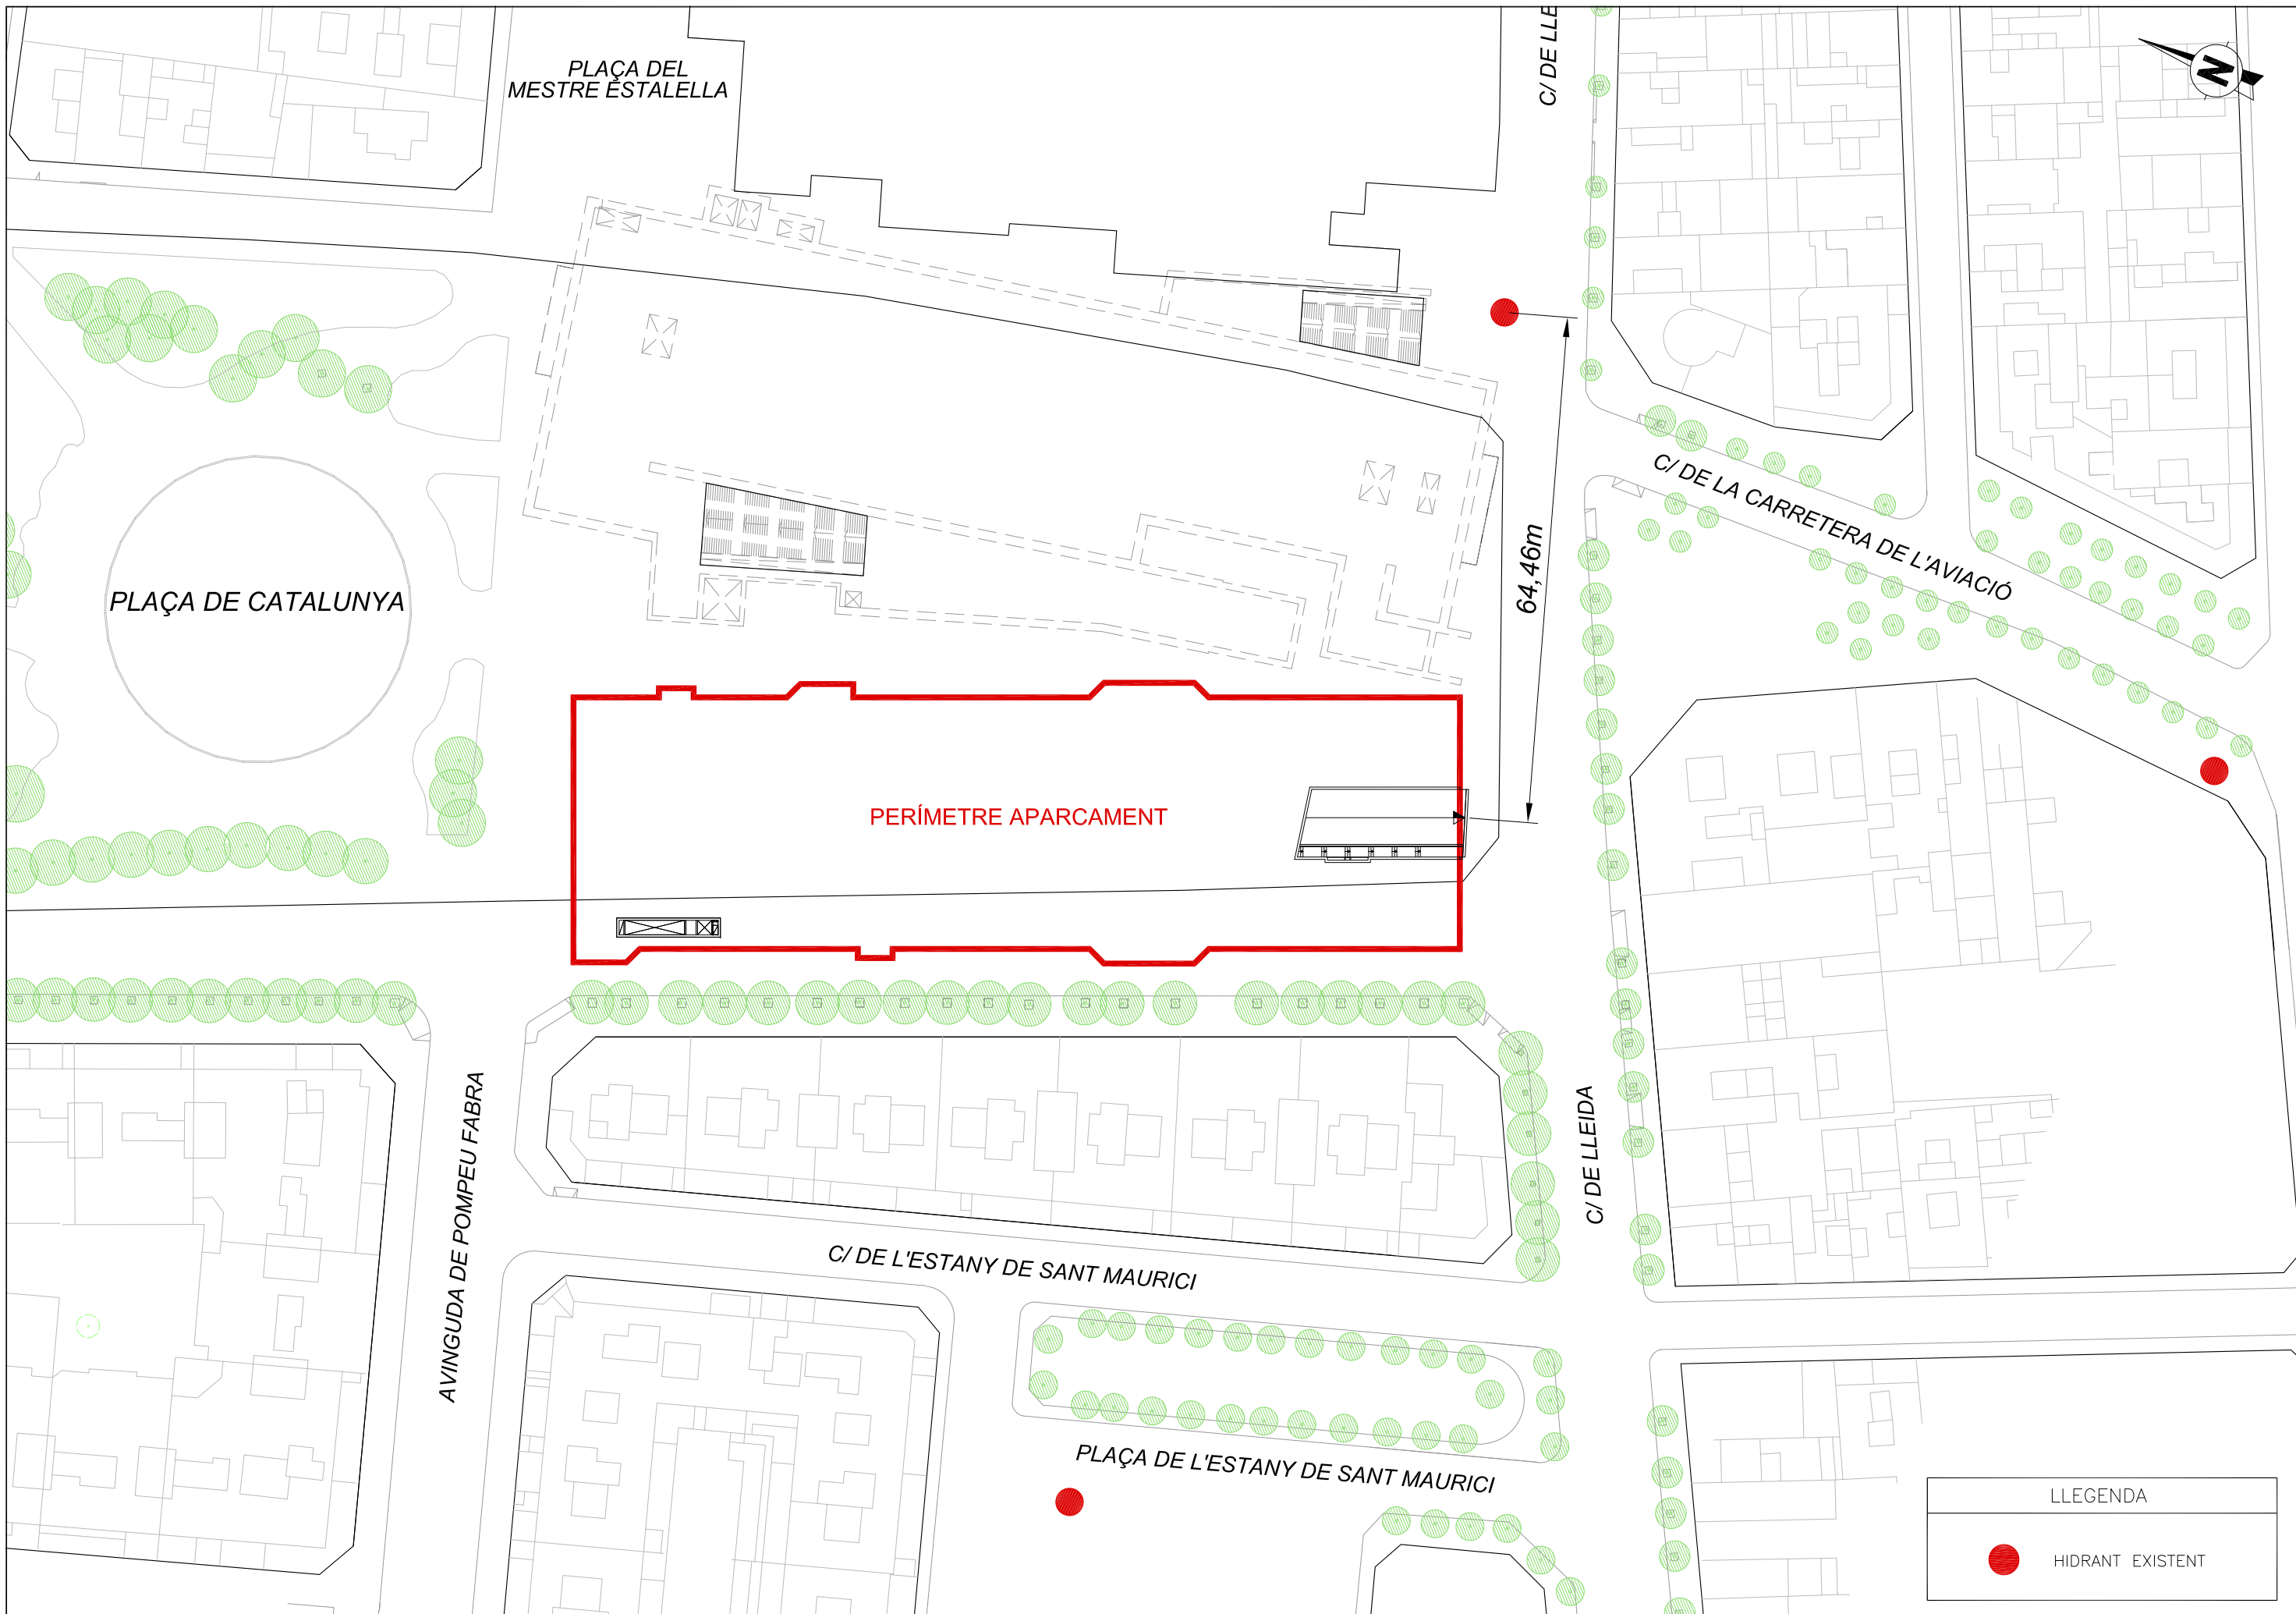 PLAÇA DEL
MESTRE ESTALELLA
C/ DE LLE
N
C/ DE LA CARRETERA DE L'AVIACIÓ
64,46m
PLAÇA DE CATALUNYA
PERÍMETRE APARCAMENT
AVINGUDA DE POMPEU FABRA
C/ DE LLEIDA
C/ DE L'ESTANY DE SANT MAURICI
PLAÇA DE L'ESTANY DE SANT MAURICI
LLEGENDA
HIDRANT EXISTENT